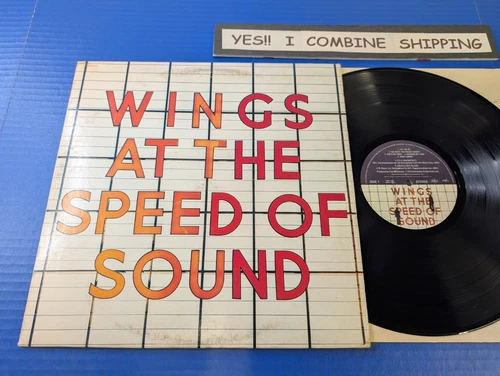 YES!! I COMBINE SHIPPING
WINGS
AT THE
SPEED OF
SOUND
WINGS
AT THE
SPEED OF
SOUND